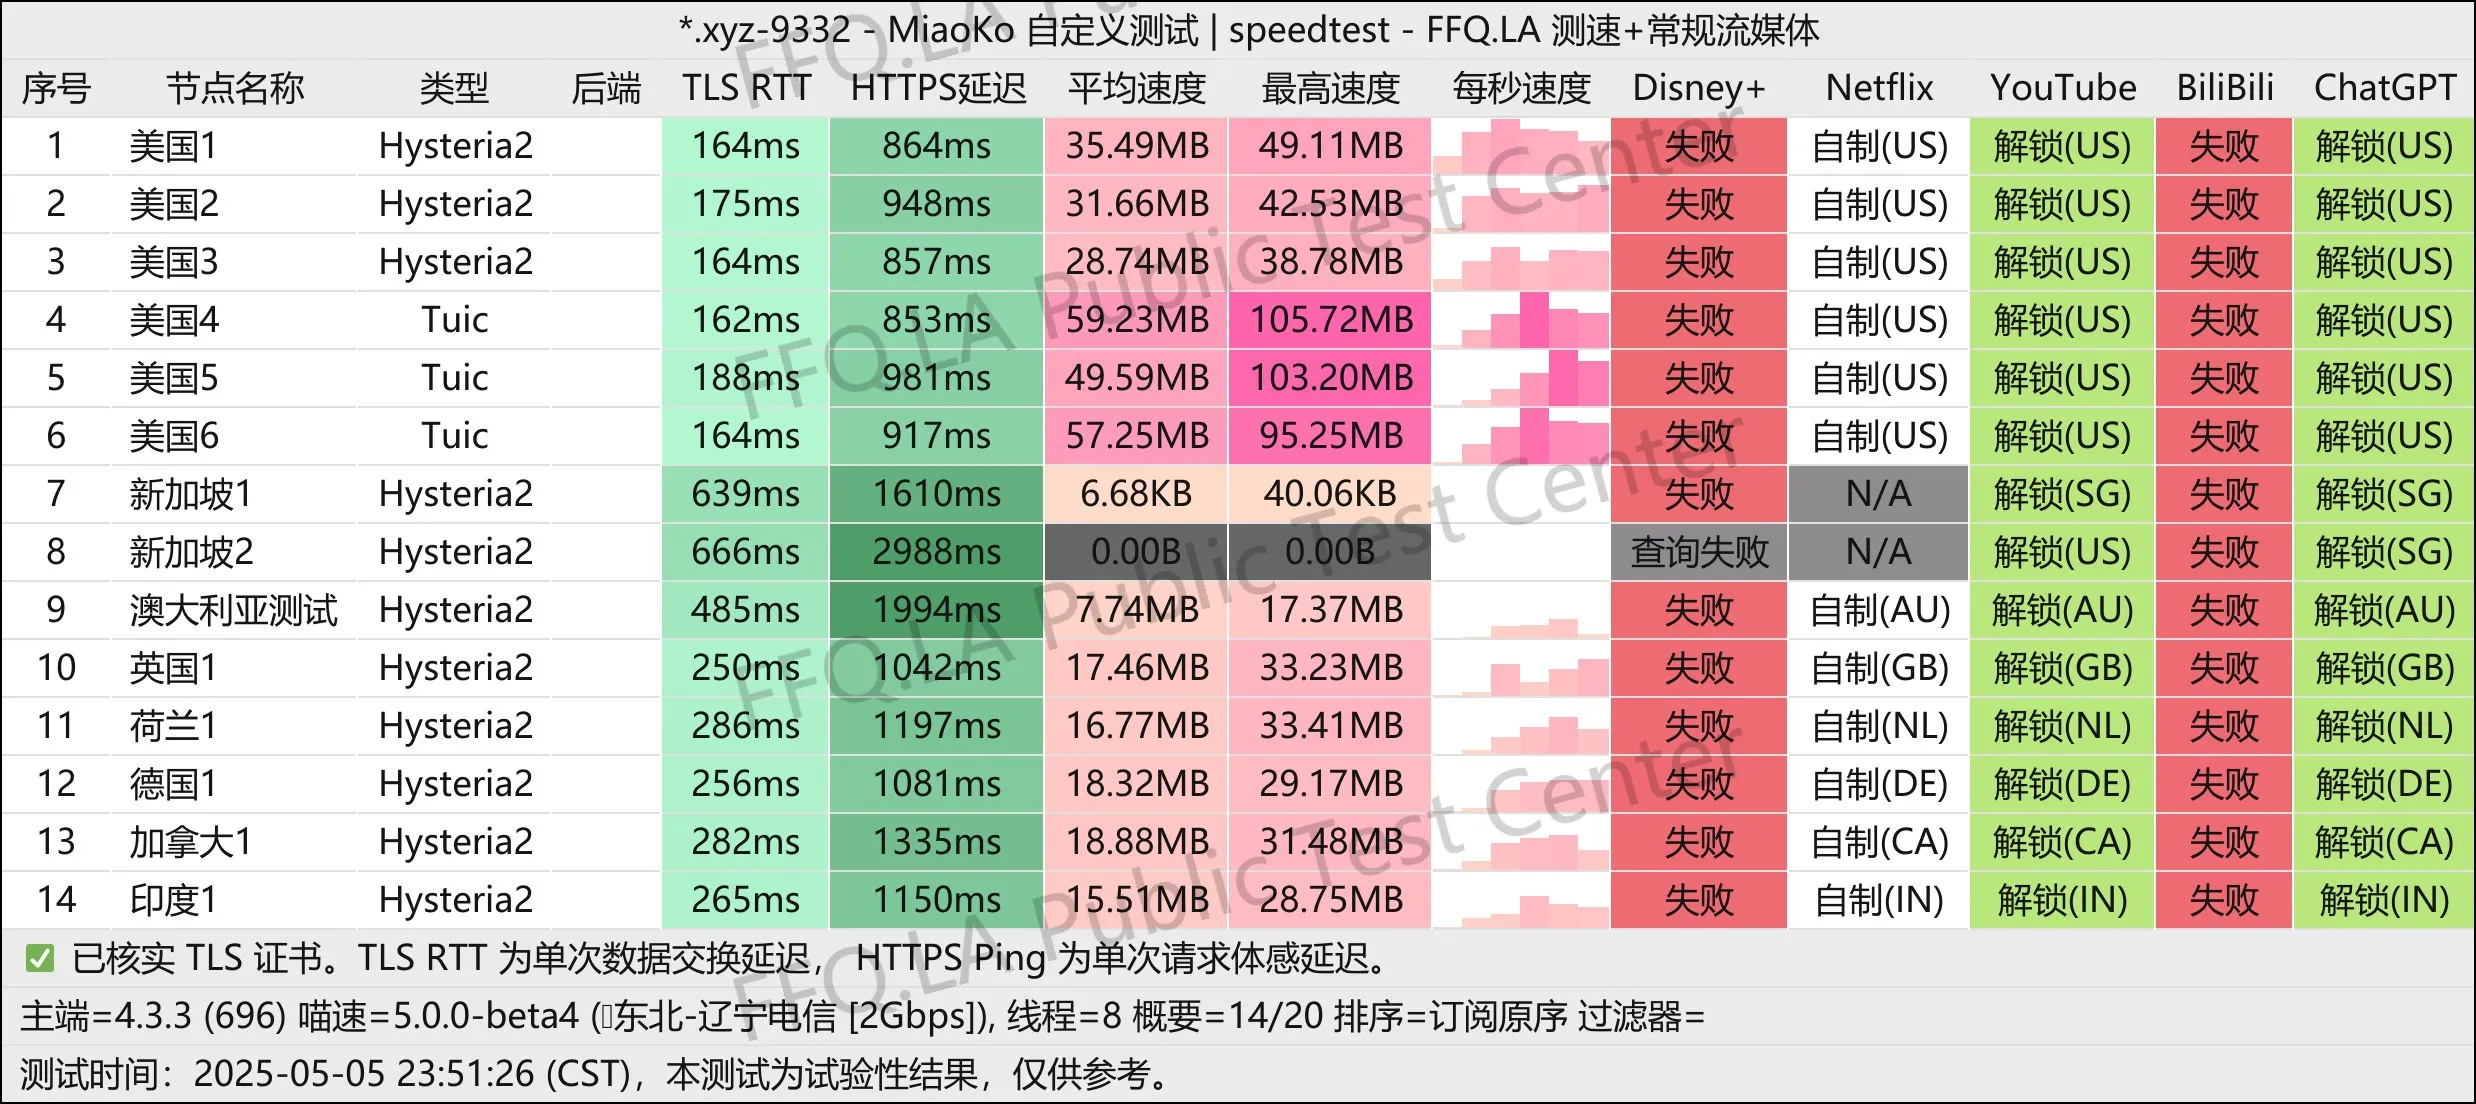 *.xyz-9332 - MiaoKo 自定义测试 | speedtest - FFQ.LA 测速+常规流媒体
序号 节点名称 类型 后端 TLS RTT HTTPS延迟 平均速度 最高速度 每秒速度 Disney+ Netflix YouTube BiliBili ChatGPT
1 美国1 Hysteria2 164ms 864ms 35.49MB 49.11MB 失败 自制(US) 解锁(US) 失败 解锁(US)
2 美国2 Hysteria2 175ms 948ms 31.66MB 42.53MB 失败 自制(US) 解锁(US) 失败 解锁(US)
3 美国3 Hysteria2 164ms 857ms 28.74MB 38.78MB 失败 自制(US) 解锁(US) 失败 解锁(US)
4 美国4 Tuic 162ms 853ms 59.23MB 105.72MB 失败 自制(US) 解锁(US) 失败 解锁(US)
5 美国5 Tuic 188ms 981ms 49.59MB 103.20MB 失败 自制(US) 解锁(US) 失败 解锁(US)
6 美国6 Tuic 164ms 917ms 57.25MB 95.25MB 失败 自制(US) 解锁(US) 失败 解锁(US)
7 新加坡1 Hysteria2 639ms 1610ms 6.68KB 40.06KB 失败 N/A 解锁(SG) 失败 解锁(SG)
8 新加坡2 Hysteria2 666ms 2988ms 0.00B 0.00B 查询失败 N/A 解锁(US) 失败 解锁(SG)
9 澳大利亚测试 Hysteria2 485ms 1994ms 7.74MB 17.37MB 失败 自制(AU) 解锁(AU) 失败 解锁(AU)
10 英国1 Hysteria2 250ms 1042ms 17.46MB 33.23MB 失败 自制(GB) 解锁(GB) 失败 解锁(GB)
11 荷兰1 Hysteria2 286ms 1197ms 16.77MB 33.41MB 失败 自制(NL) 解锁(NL) 失败 解锁(NL)
12 德国1 Hysteria2 256ms 1081ms 18.32MB 29.17MB 失败 自制(DE) 解锁(DE) 失败 解锁(DE)
13 加拿大1 Hysteria2 282ms 1335ms 18.88MB 31.48MB 失败 自制(CA) 解锁(CA) 失败 解锁(CA)
14 印度1 Hysteria2 265ms 1150ms 15.51MB 28.75MB 失败 自制(IN) 解锁(IN) 失败 解锁(IN)
✅ 已核实 TLS 证书。TLS RTT 为单次数据交换延迟， HTTPS Ping 为单次请求体感延迟。
主端=4.3.3 (696) 喵速=5.0.0-beta4 (东北-辽宁电信 [2Gbps]), 线程=8 概要=14/20 排序=订阅原序 过滤器=
测试时间：2025-05-05 23:51:26 (CST)，本测试为试验性结果，仅供参考。
FFQ.LA Public Test Center
FFQ.LA Public Test Center
FFQ.LA Public Test Center
FFQ.LA Public Test Center